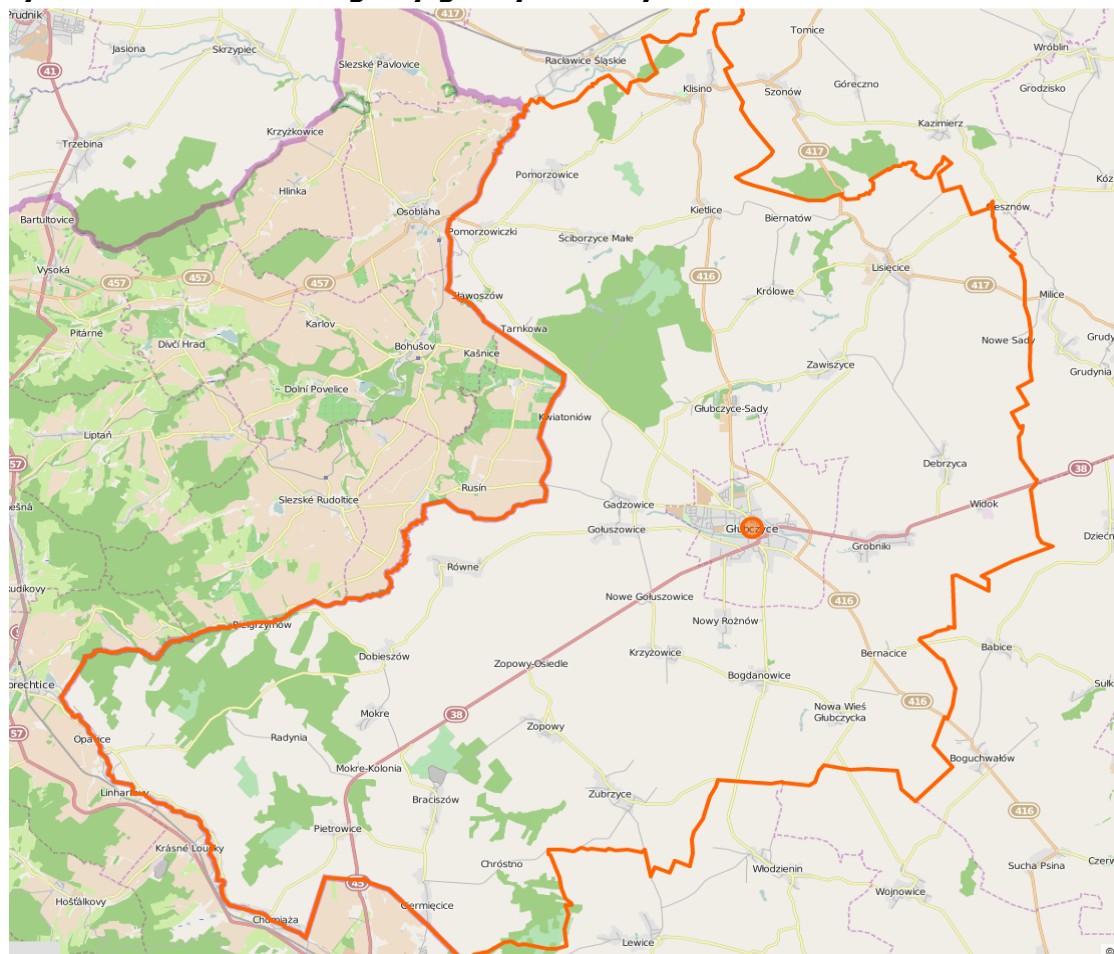 Prudnik
417
Tomice
Jasiona
Skrzypiec
Slezské Pavlovice
Racławice Śląskie
Wróblin
41
Klisino
Szonów
Góreczno
Grodzisko
Krzyżkowice
Kazimierz
Trzebina
417
Pomorzowice
Hlinka
Bartultovice
Osoblaha
Kietlice
Biernatów
Pomorzowiczki
Ściborzyce Małe
Lisięcice
Vysoká
457
457
457
416
Królowe
417
Milice
Sławoszów
Karlov
Tarnkowa
Pitárné
Dívčí Hrad
Bohušov
Kašnice
Nowe Sady
Zawiszyce
Grudynia
Dolní Povelice
Głubczyce-Sady
Kwiatoniów
Liptaň
57
Debrzyca
38
Rusín
Slezské Rudoltice
Gadzowice
Widok
Gołuszowice
Głubczyce
Grobniki
Równe
Nowe Gołuszowice
416
Pielgrzymów
Nowy Rożnów
Dobieszów
Zopowy-Osiedle
Krzyżowice
Bernacice
Babice
Bogdanowice
Mokre
38
416
Nowa Wieś
Głubczycka
Zopowy
57
Opavice
Radynia
Boguchwałów
Mokre-Kolonia
Linhartovy
Braciszów
Zubrzyce
416
Pietrowice
Krásné Loučky
Chróstno
Sucha Psina
Włodzienin
45
Wojnowice
Hošťálkovy
Ciermięcice
Chomiąża
Lewice
©